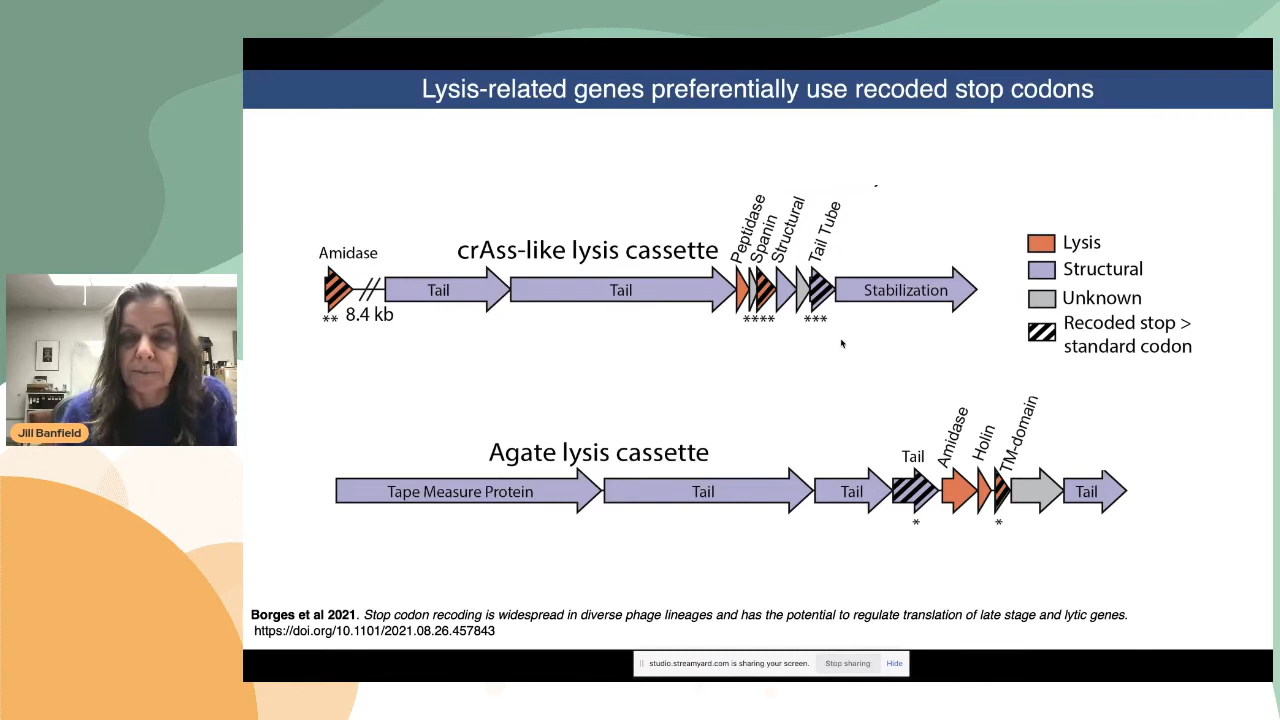 Lysis-related genes preferentially use recoded stop codons
Peptidase
Spanin
Structural
Tail Tube
Amidase
crAss-like lysis cassette
Tail
Tail
Stabilization
** 8.4 kb
****
***
Lysis
Structural
Unknown
Recoded stop >
standard codon
Jill Banfield
Agate lysis cassette
Tail
Amidase
Holin
TM-domain
Tape Measure Protein
Tail
Tail
Tail
*
*
Borges et al 2021. Stop codon recoding is widespread in diverse phage lineages and has the potential to regulate translation of late stage and lytic genes.
https://doi.org/10.1101/2021.08.26.457843
studio.streamyard.com is sharing your screen.
Stop sharing
Hide